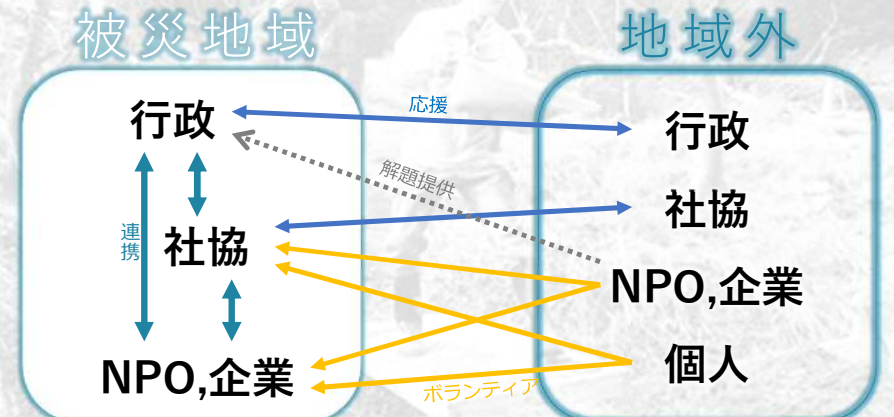 被災地域
地域外
行政
応援
行政
解題提供
社協
連携
社協
NPO,企業
個人
NPO,企業
ボランティア